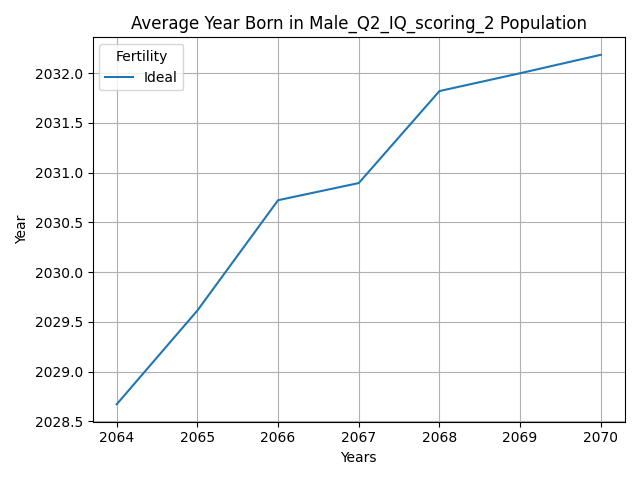 Average Year Born in Male_Q2_IQ_scoring_2 Population
Fertility
Ideal
2032.0
2031.5
2031.0
2030.5
2030.0
2029.5
2029.0
2028.5
Year
2064 2065 2066 2067 2068 2069 2070
Years